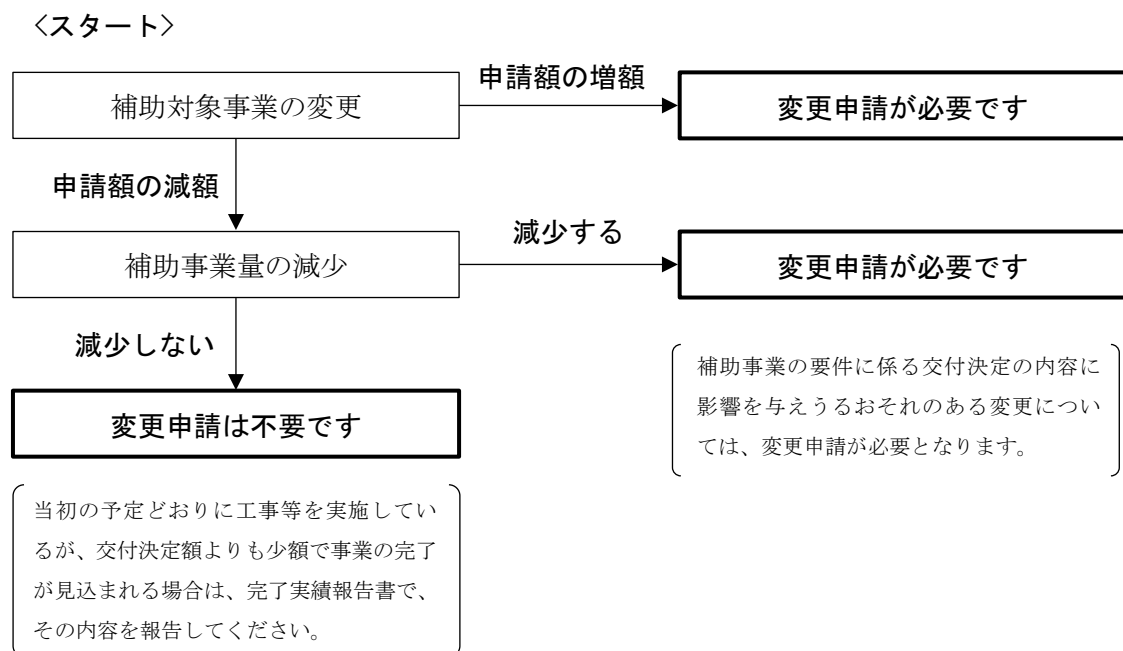 〈スタート〉
補助対象事業の変更
申請額の増額
変更申請が必要です
申請額の減額
補助事業量の減少
減少する
変更申請が必要です
減少しない
変更申請は不要です
補助事業の要件に係る交付決定の内容に
影響を与えうるおそれのある変更につい
ては、変更申請が必要となります。
当初の予定どおりに工事等を実施してい
るが、交付決定額よりも少額で事業の完了
が見込まれる場合は、完了実績報告書で、
その内容を報告してください。